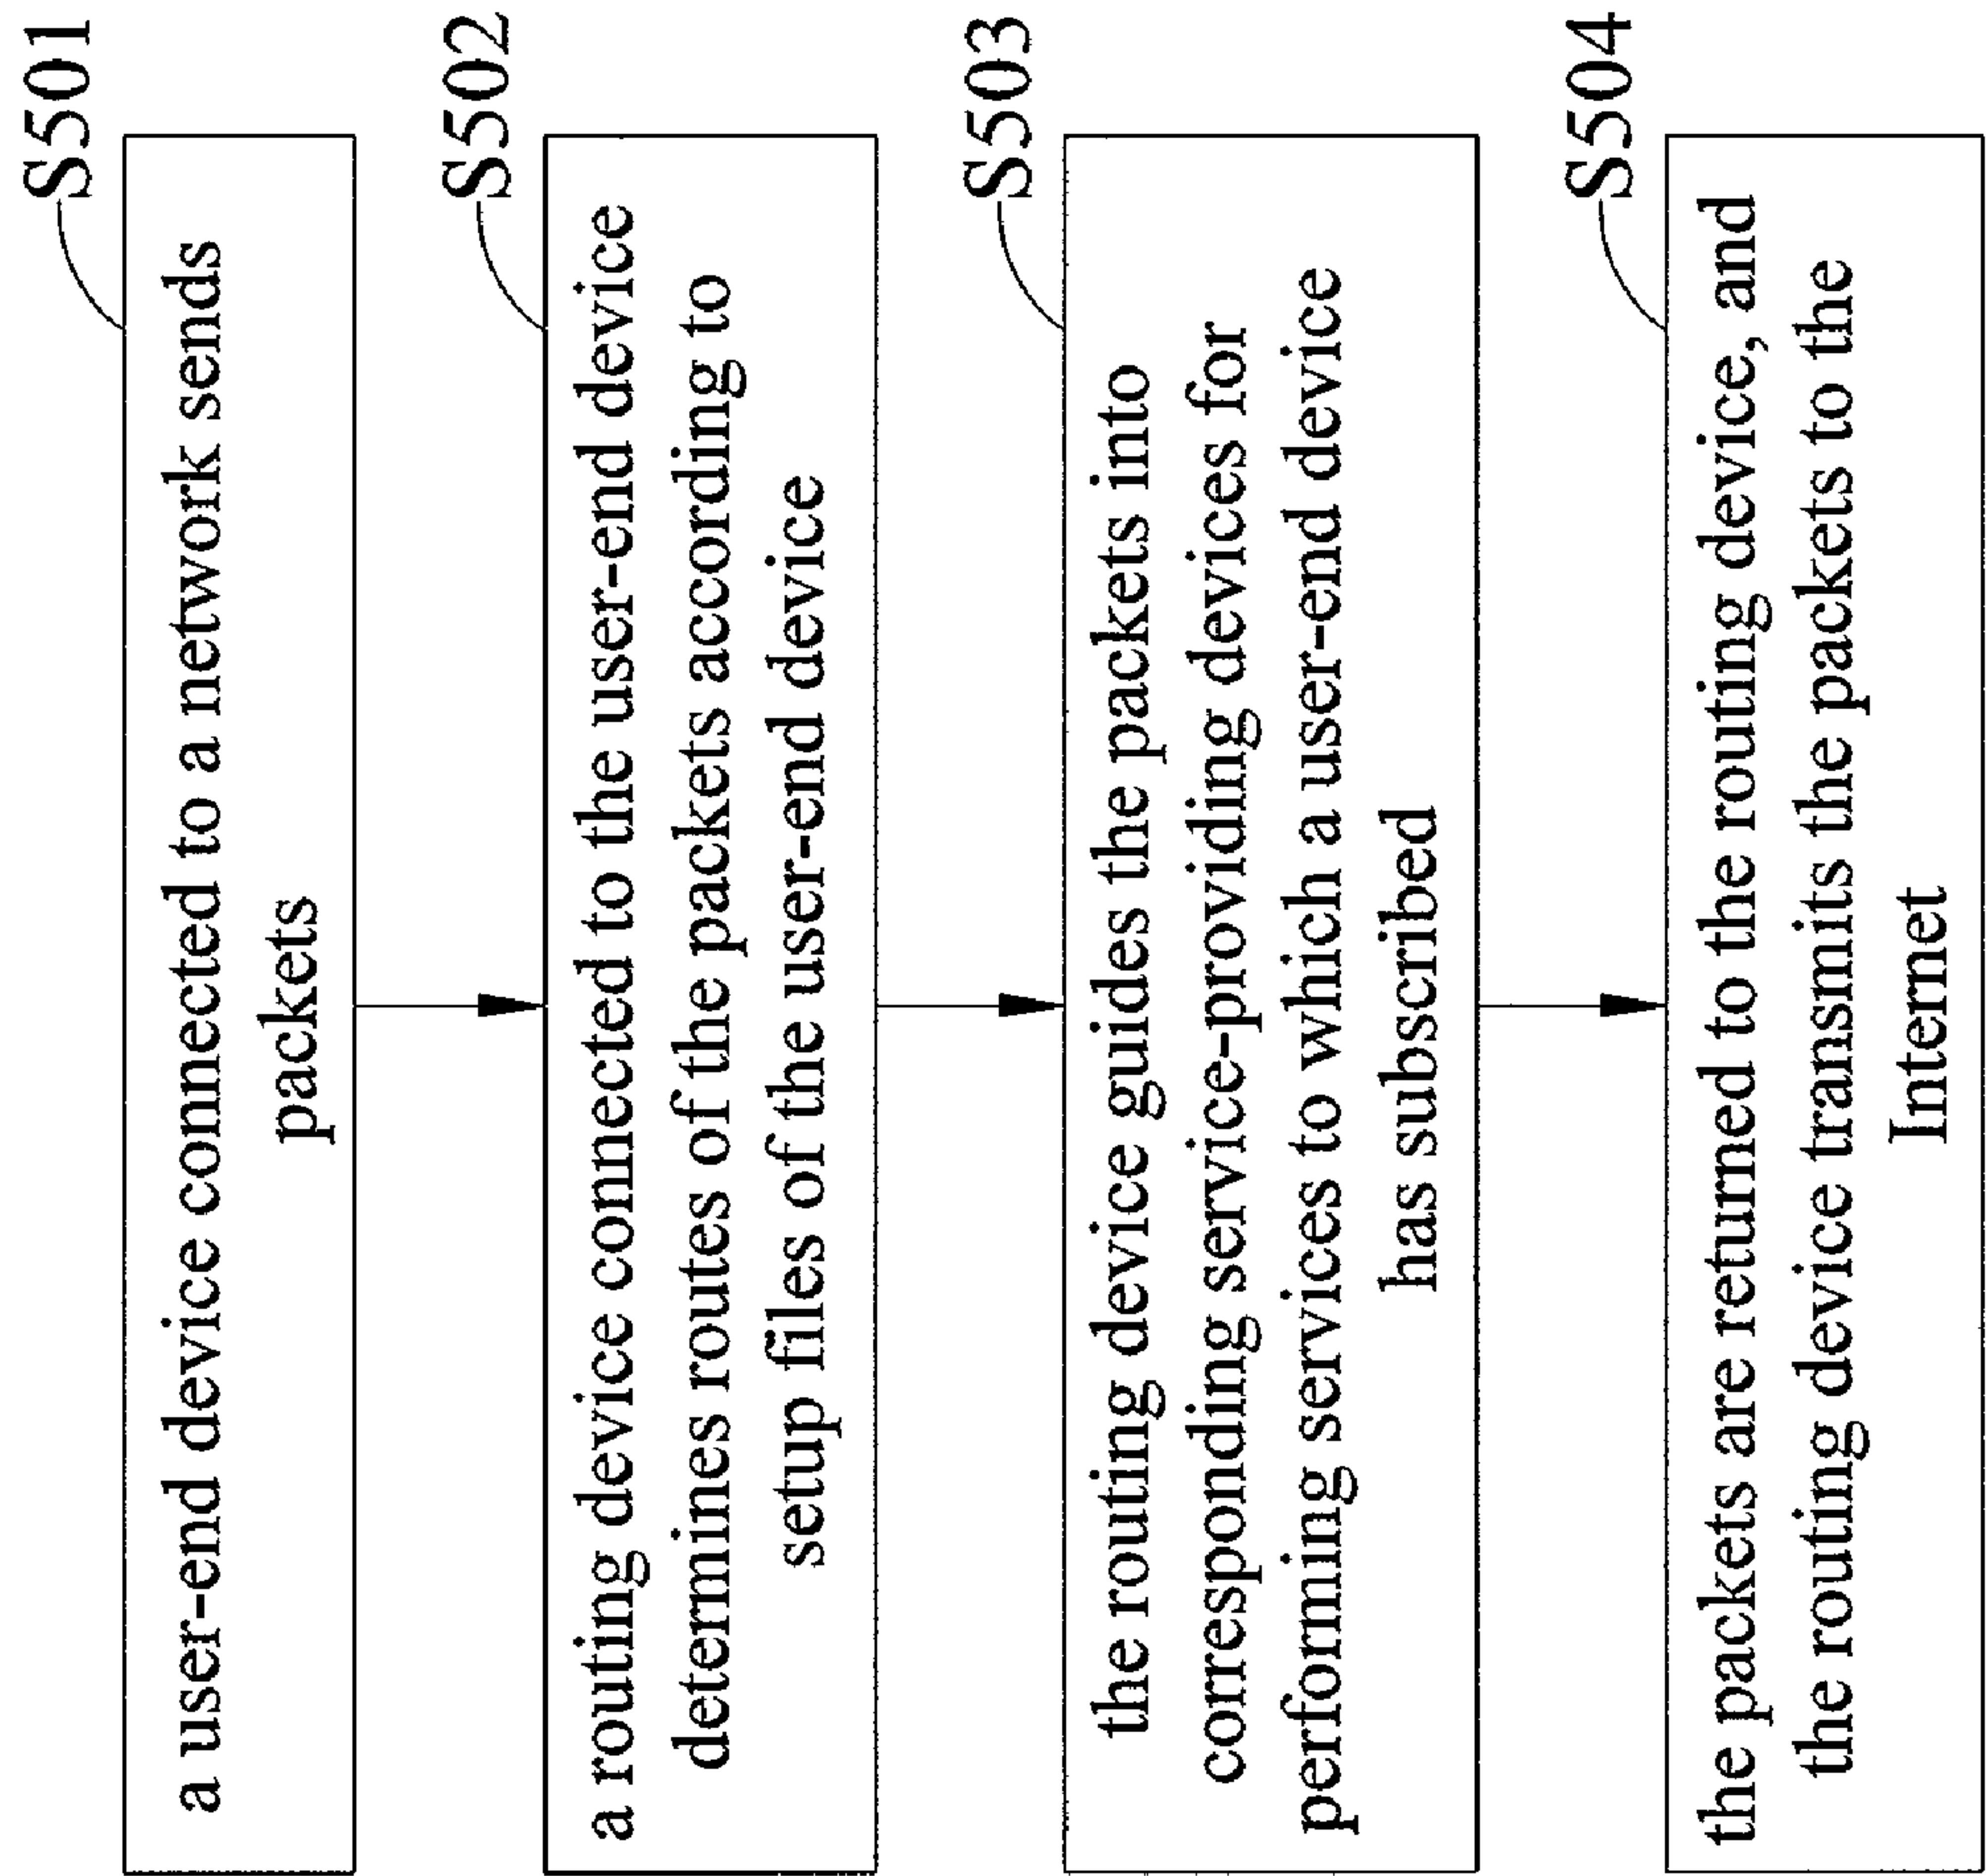 S501
a user-end device connected to a network sends
packets
S502
a routing device connected to the user-end device
determines routes of the packets according to
setup files of the user-end device
S503
the routing device guides the packets into
corresponding service-providing devices for
performing services to which a user-end device
has subscribed
S504
the packets are returned to the routing device, and
the routing device transmits the packets to the
Internet